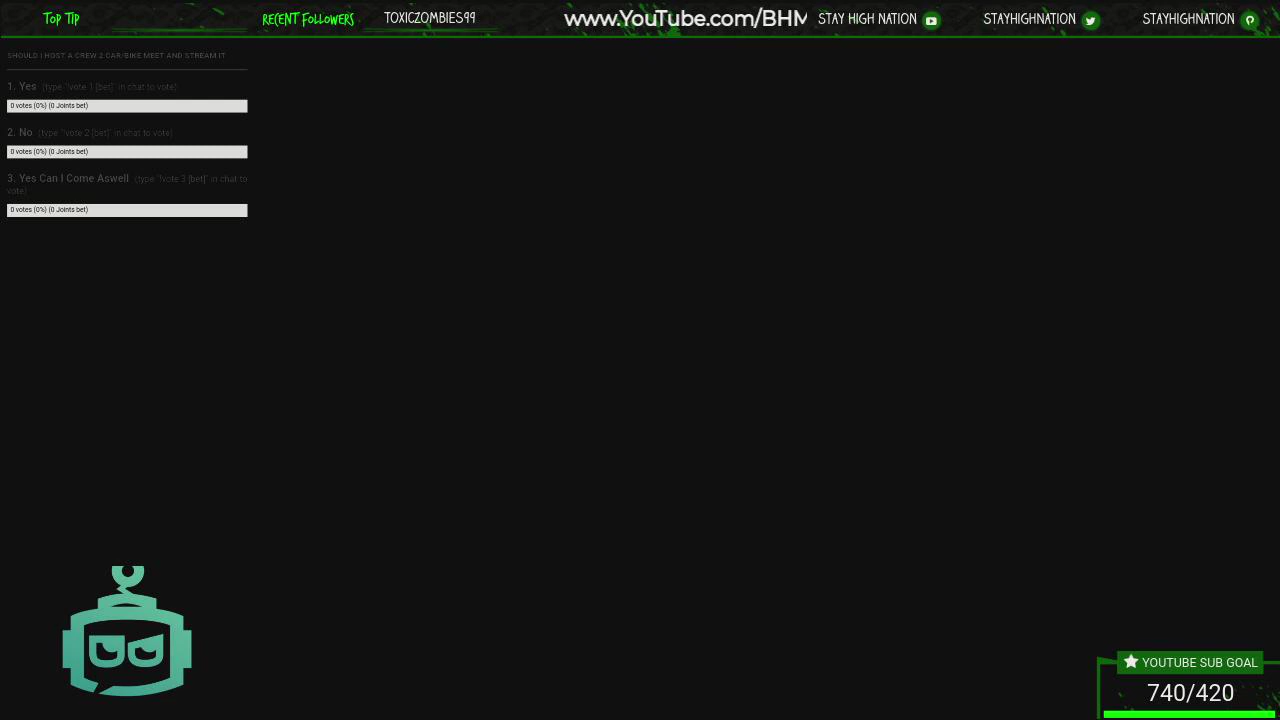 Top Tip
RECENT Followers
TOXICZOMBIES99
www.YouTube.com/BHM
STAY HIGH NATION
STAYHIGHNATION
STAYHIGHNATION
SHOULD I HOST A CREW 2 CAR/BIKE MEET AND STREAM IT
1. Yes (type "!vote 1 [bet]" in chat to vote)
0 votes (0%) (0 Joints bet)
2. No (type "!vote 2 [bet]" in chat to vote)
0 votes (0%) (0 Joints bet)
3. Yes Can I Come Aswell (type "!vote 3 [bet]" in chat to
vote)
0 votes (0%) (0 Joints bet)
YOUTUBE SUB GOAL
740/420